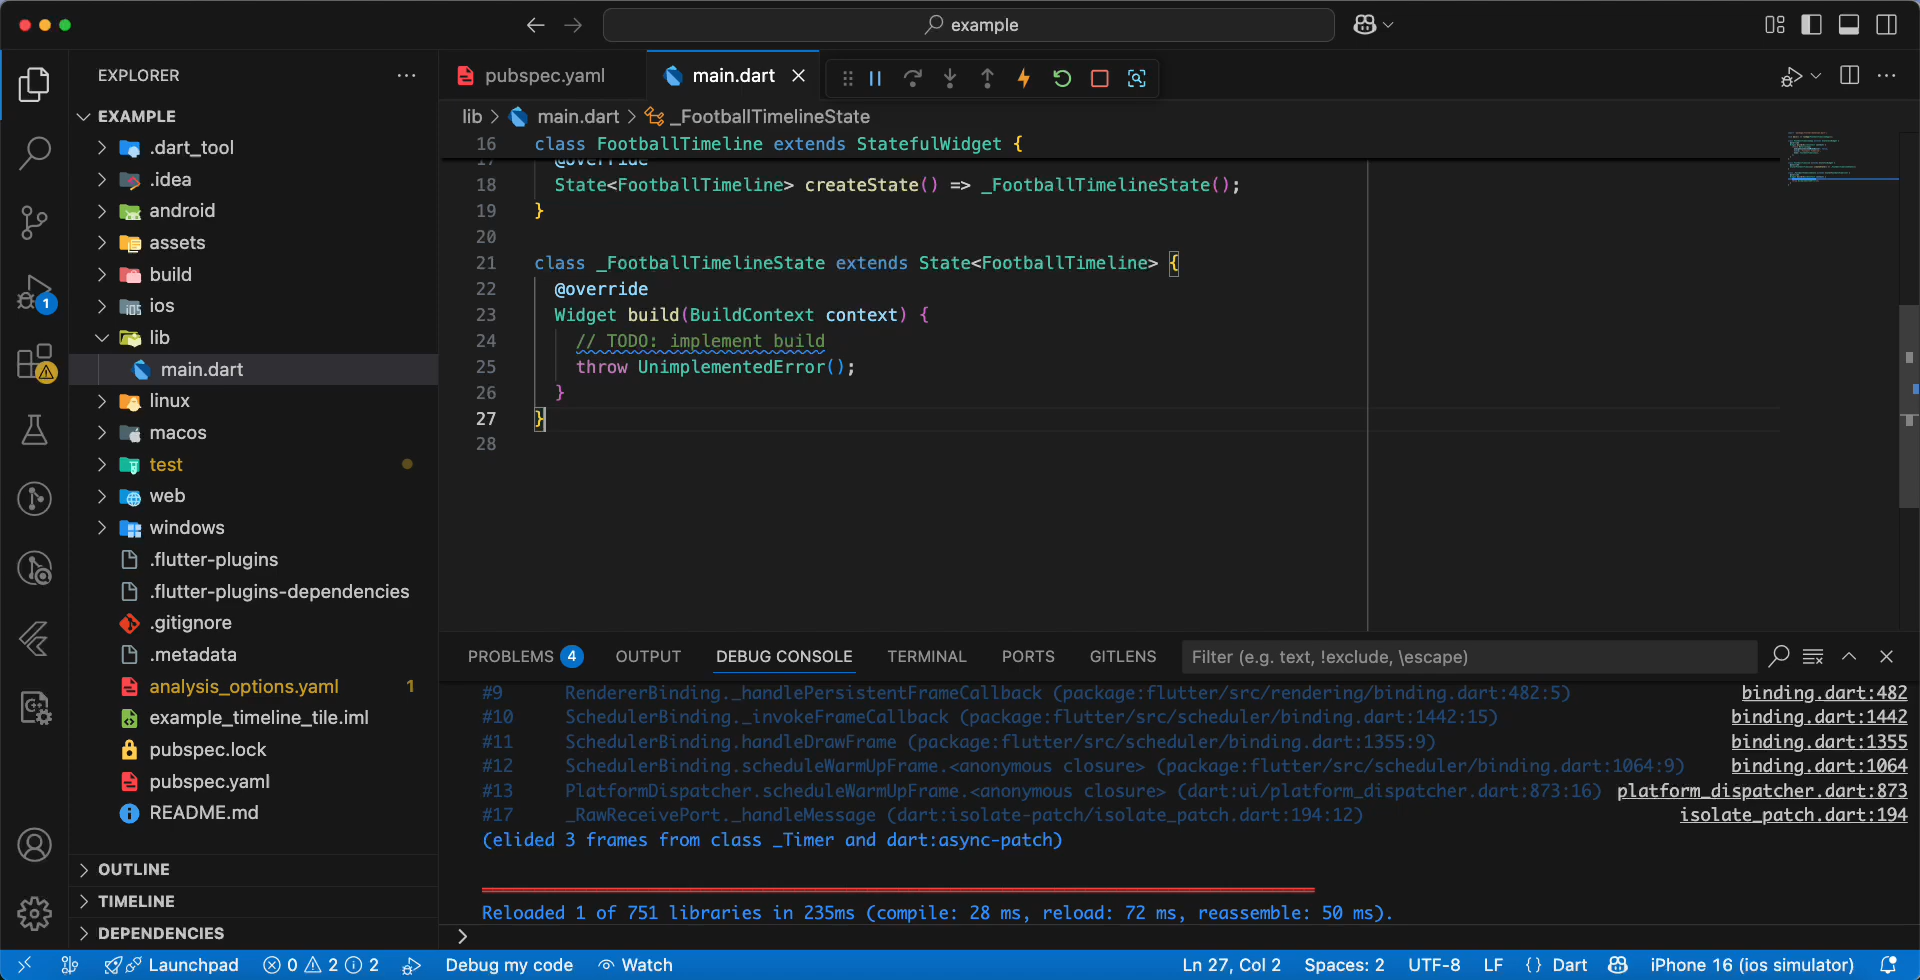 example
EXPLORER
EXAMPLE
.dart_tool
.idea
android
assets
build
ios
lib
main.dart
linux
macos
test
web
windows
.flutter-plugins
.flutter-plugins-dependencies
.gitignore
.metadata
analysis_options.yaml 1
example_timeline_tile.iml
pubspec.lock
pubspec.yaml
README.md
OUTLINE
TIMELINE
DEPENDENCIES
1
pubspec.yaml main.dart
lib > main.dart > _FootballTimelineState
16 class FootballTimeline extends StatefulWidget {
17 @override
18 State<FootballTimeline> createState() => _FootballTimelineState();
19 }
20
21 class _FootballTimelineState extends State<FootballTimeline> {
22 @override
23 Widget build(BuildContext context) {
24 // TODO: implement build
25 throw UnimplementedError();
26 }
27 }
28
PROBLEMS 4 OUTPUT DEBUG CONSOLE TERMINAL PORTS GITLENS Filter (e.g. text, !exclude, \escape)
#9 RendererBinding._handlePersistentFrameCallback (package:flutter/src/rendering/binding.dart:482:5) binding.dart:482
#10 SchedulerBinding._invokeFrameCallback (package:flutter/src/scheduler/binding.dart:1442:15) binding.dart:1442
#11 SchedulerBinding.handleDrawFrame (package:flutter/src/scheduler/binding.dart:1355:9) binding.dart:1355
#12 SchedulerBinding.scheduleWarmUpFrame.<anonymous closure> (package:flutter/src/scheduler/binding.dart:1064:9) binding.dart:1064
#13 PlatformDispatcher.scheduleWarmUpFrame.<anonymous closure> (dart:ui/platform_dispatcher.dart:873:16) platform_dispatcher.dart:873
#17 _RawReceivePort._handleMessage (dart:isolate-patch/isolate_patch.dart:194:12) isolate_patch.dart:194
(elided 3 frames from class _Timer and dart:async-patch)
Reloaded 1 of 751 libraries in 235ms (compile: 28 ms, reload: 72 ms, reassemble: 50 ms).
>
Launchpad 0 2 2 Debug my code Watch Ln 27, Col 2 Spaces: 2 UTF-8 LF {} Dart iPhone 16 (ios simulator)